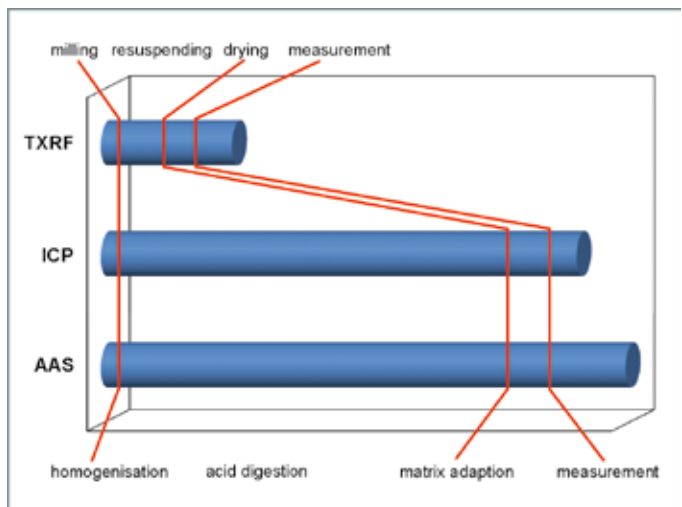 milling resuspending drying measurement
TXRF
ICP
AAS
homogenisation acid digestion matrix adaption measurement